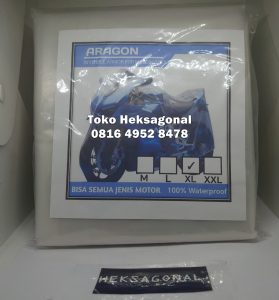 ARAGON
Toko Heksagonal
0816 4952 8478
M L XL XXL
BISA SEMUA JENIS MOTOR 100% Waterproof
HEKSAGONAL